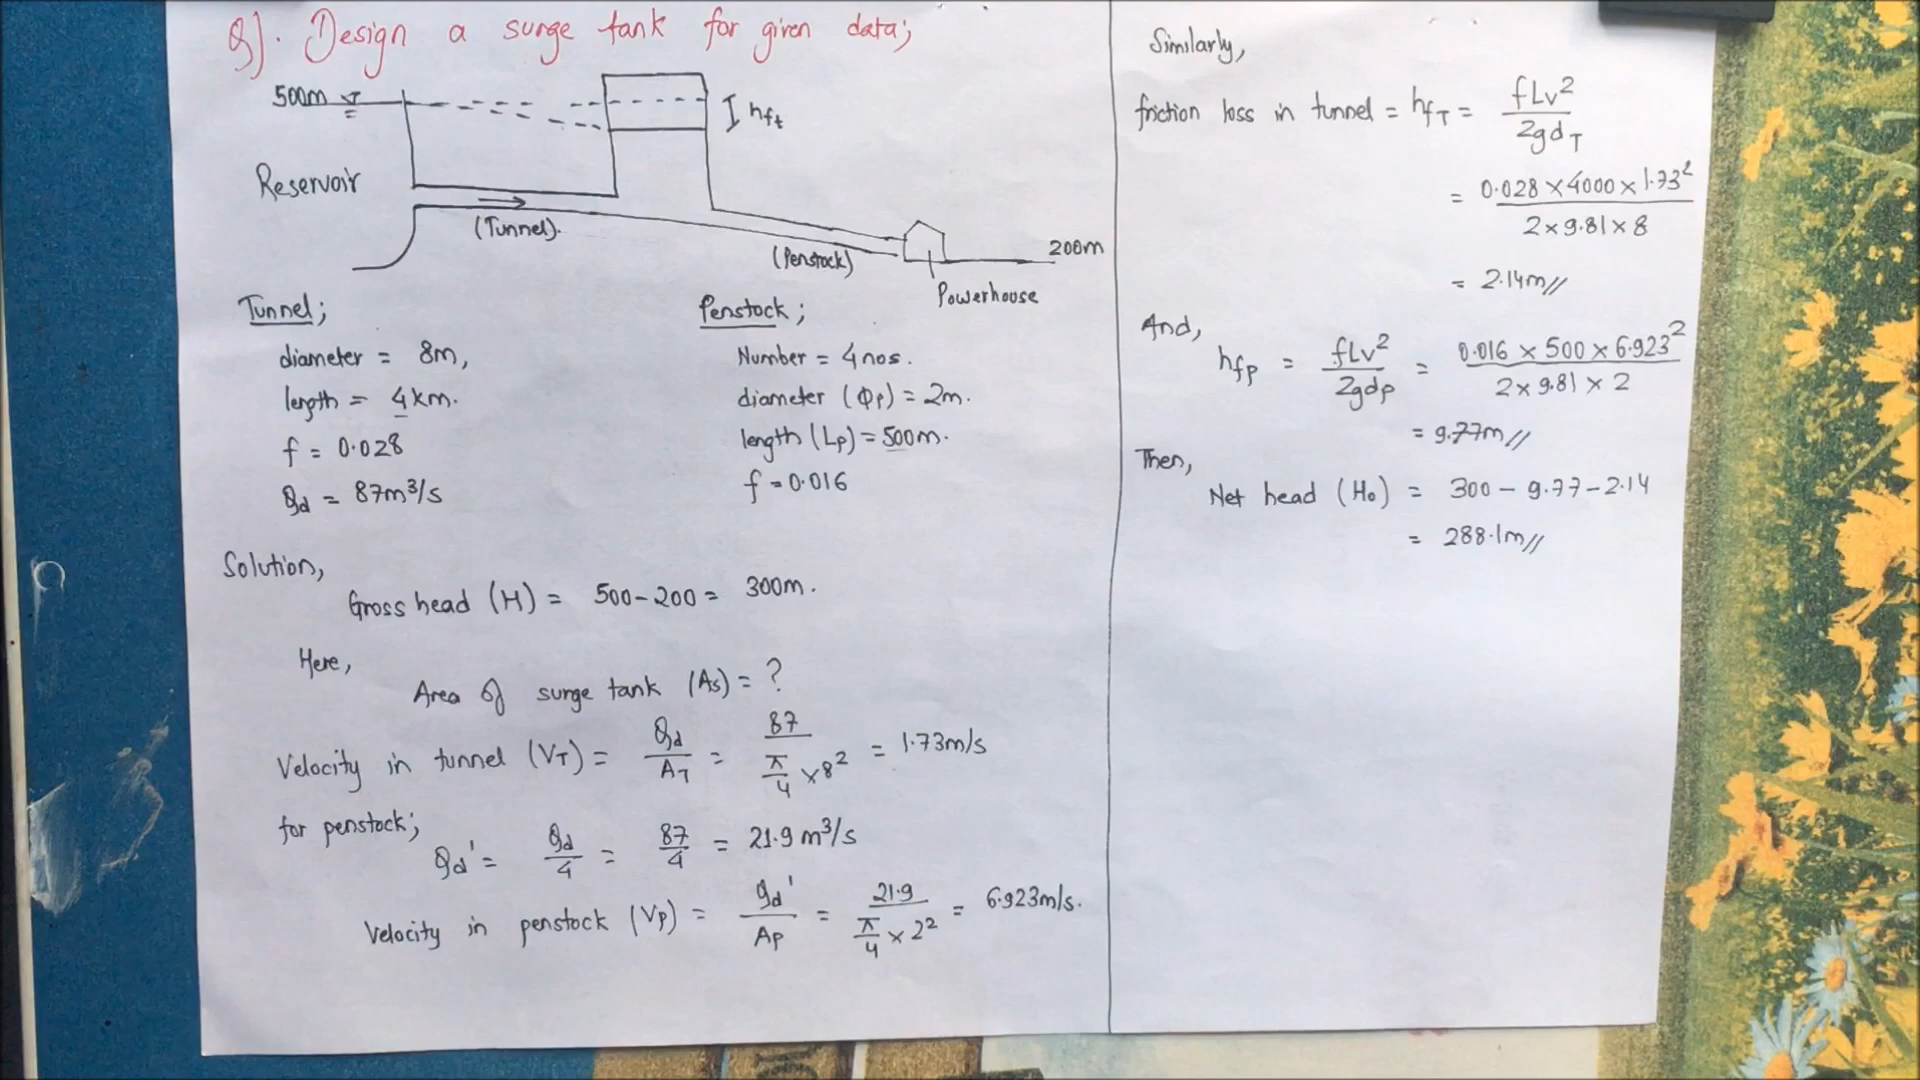 Q). Design a surge tank for given data;
500m
hft
Reservoir
(Tunnel).
(Penstock)
200m
Powerhouse
Tunnel;
diameter = 8m,
length = 4km.
f = 0.028
Qd = 87m³/s
Penstock;
Number = 4nos.
diameter (Φp) = 2m.
length (Lp) = 500m.
f = 0.016
Solution,
Gross head (H) = 500-200 = 300m.
Here,
Area of surge tank (As) = ?
Velocity in tunnel (VT) = Qd/AT = 87/(π/4 × 8²) = 1.73m/s
for penstock;
Qd' = Qd/4 = 87/4 = 21.9 m³/s
Velocity in penstock (Vp) = Qd'/Ap = 21.9/(π/4 × 2²) = 6.923m/s.
Similarly,
friction loss in tunnel = hfT = fLv²/2gdT
= 0.028 × 4000 × 1.73²/2 × 9.81 × 8
= 2.14m//
And,
hfp = fLv²/2gdp = 0.016 × 500 × 6.923²/2 × 9.81 × 2
= 9.77m//
Then,
Net head (Ho) = 300 - 9.77 - 2.14
= 288.1m//